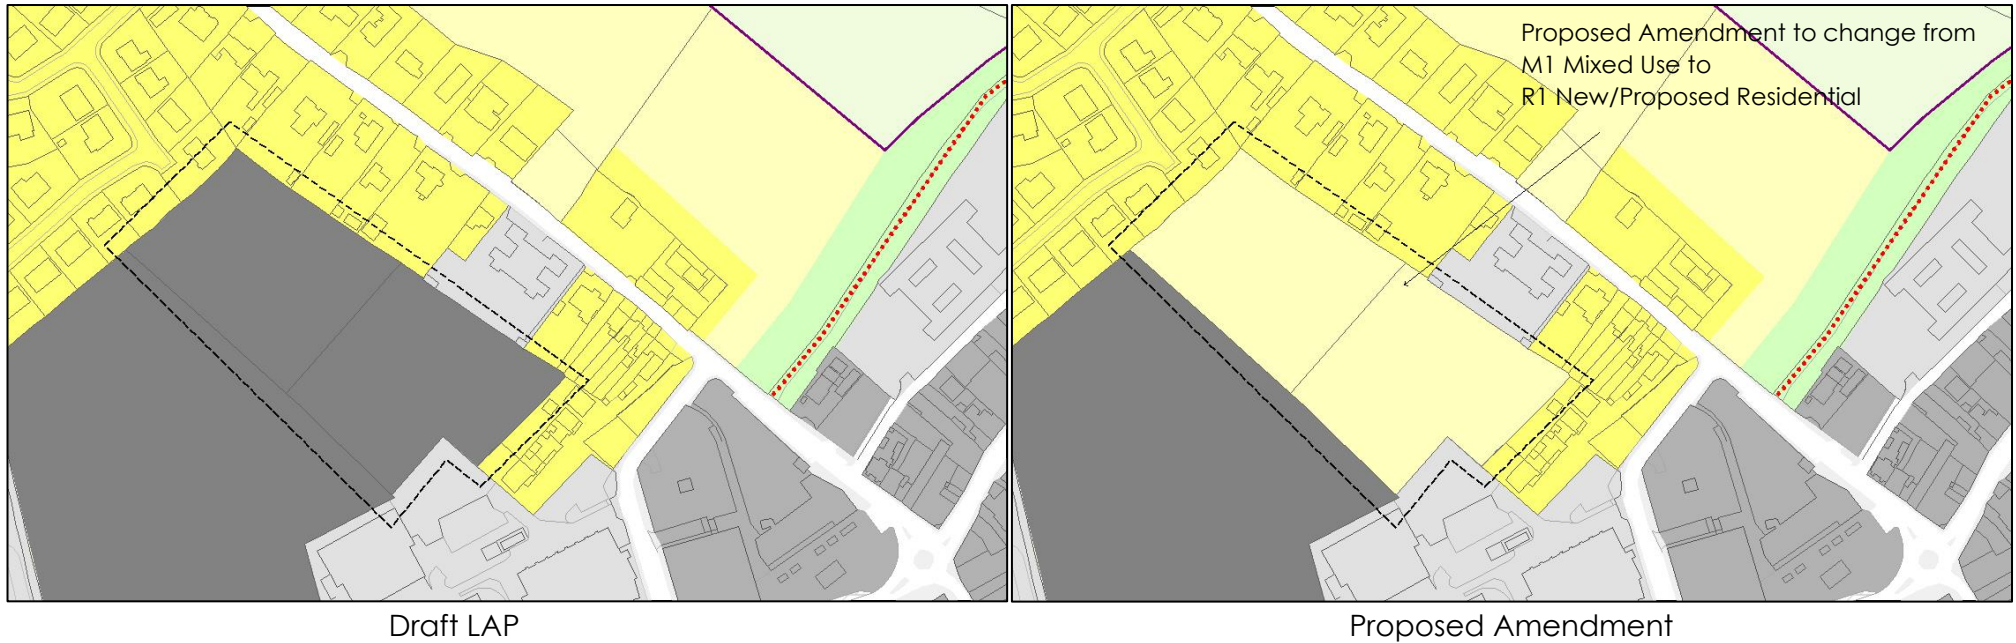 Proposed Amendment to change from
M1 Mixed Use to
R1 New/Proposed Residential
Draft LAP
Proposed Amendment